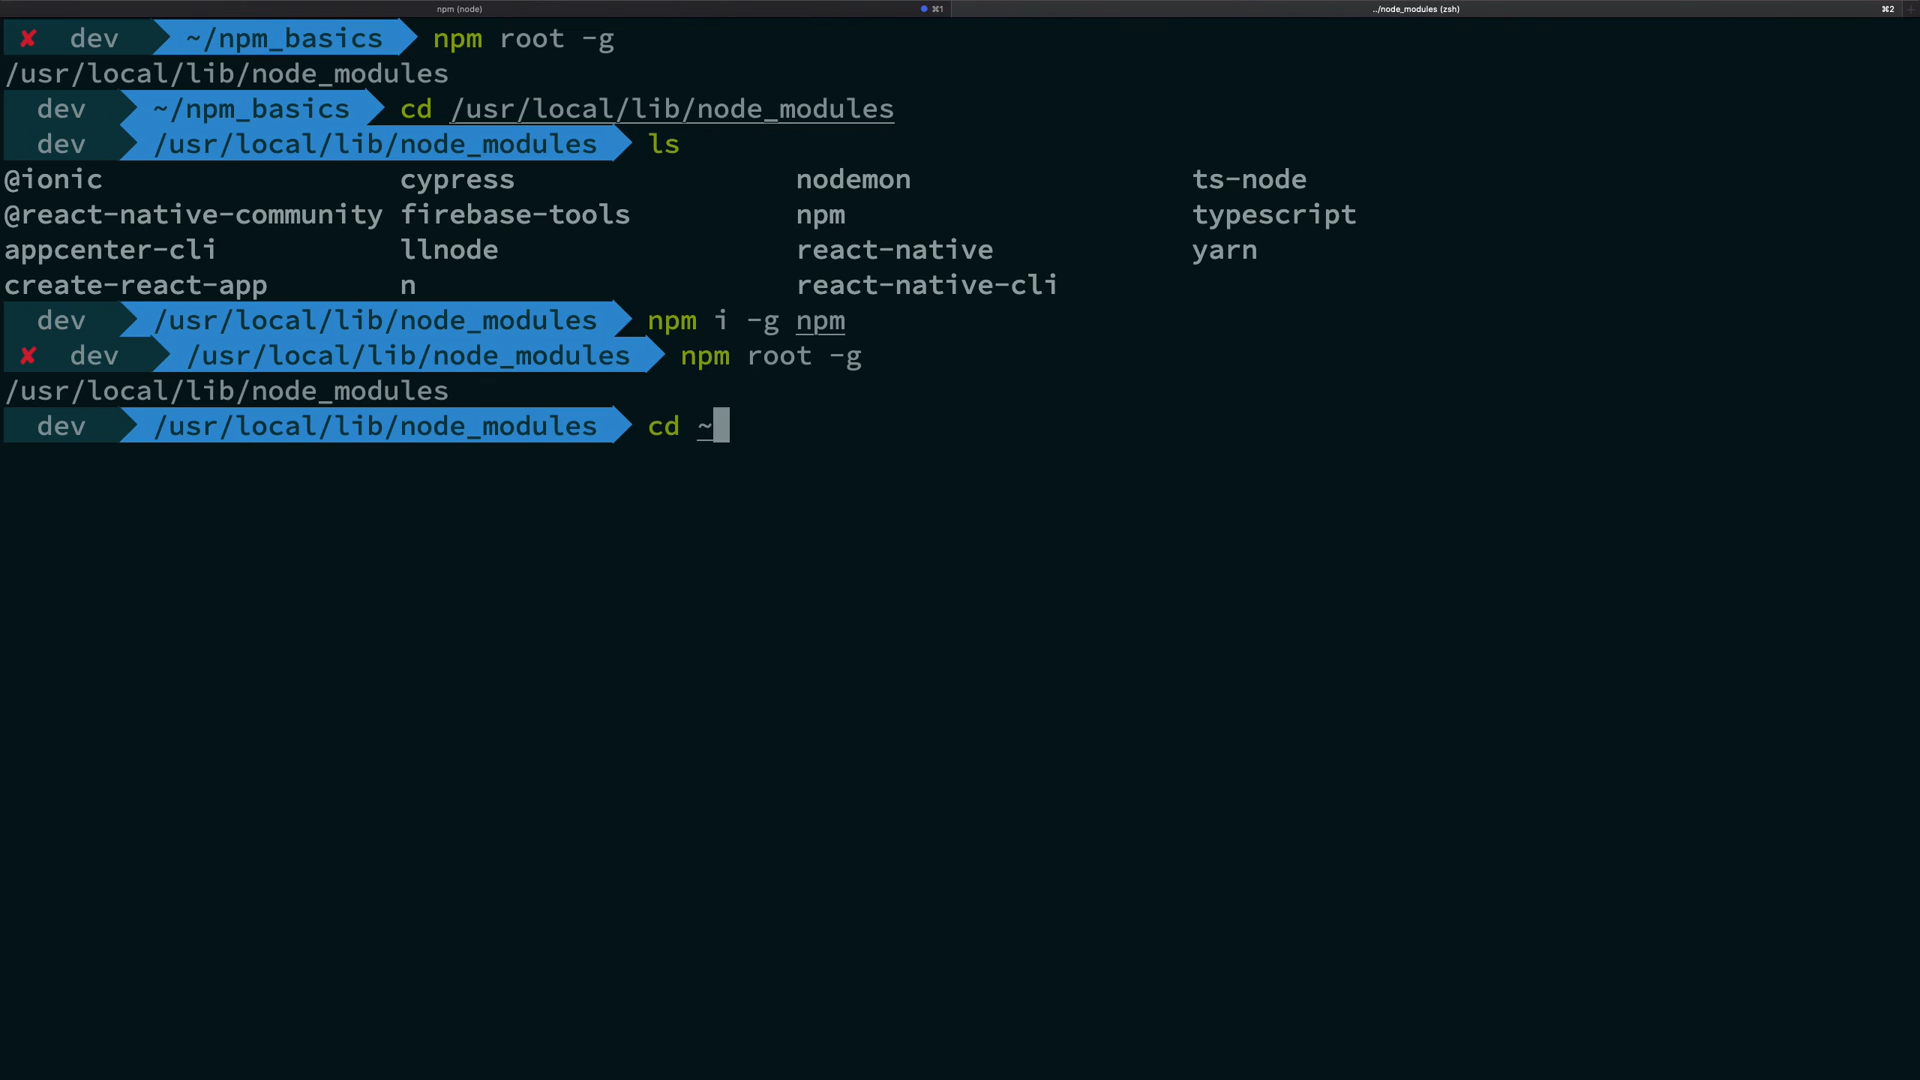 npm (node) ⌘1 ../node_modules (zsh) ⌘2
✘ dev ~/npm_basics npm root -g
/usr/local/lib/node_modules
dev ~/npm_basics cd /usr/local/lib/node_modules
dev /usr/local/lib/node_modules ls
@ionic cypress nodemon ts-node
@react-native-community firebase-tools npm typescript
appcenter-cli llnode react-native yarn
create-react-app n react-native-cli
dev /usr/local/lib/node_modules npm i -g npm
✘ dev /usr/local/lib/node_modules npm root -g
/usr/local/lib/node_modules
dev /usr/local/lib/node_modules cd ~